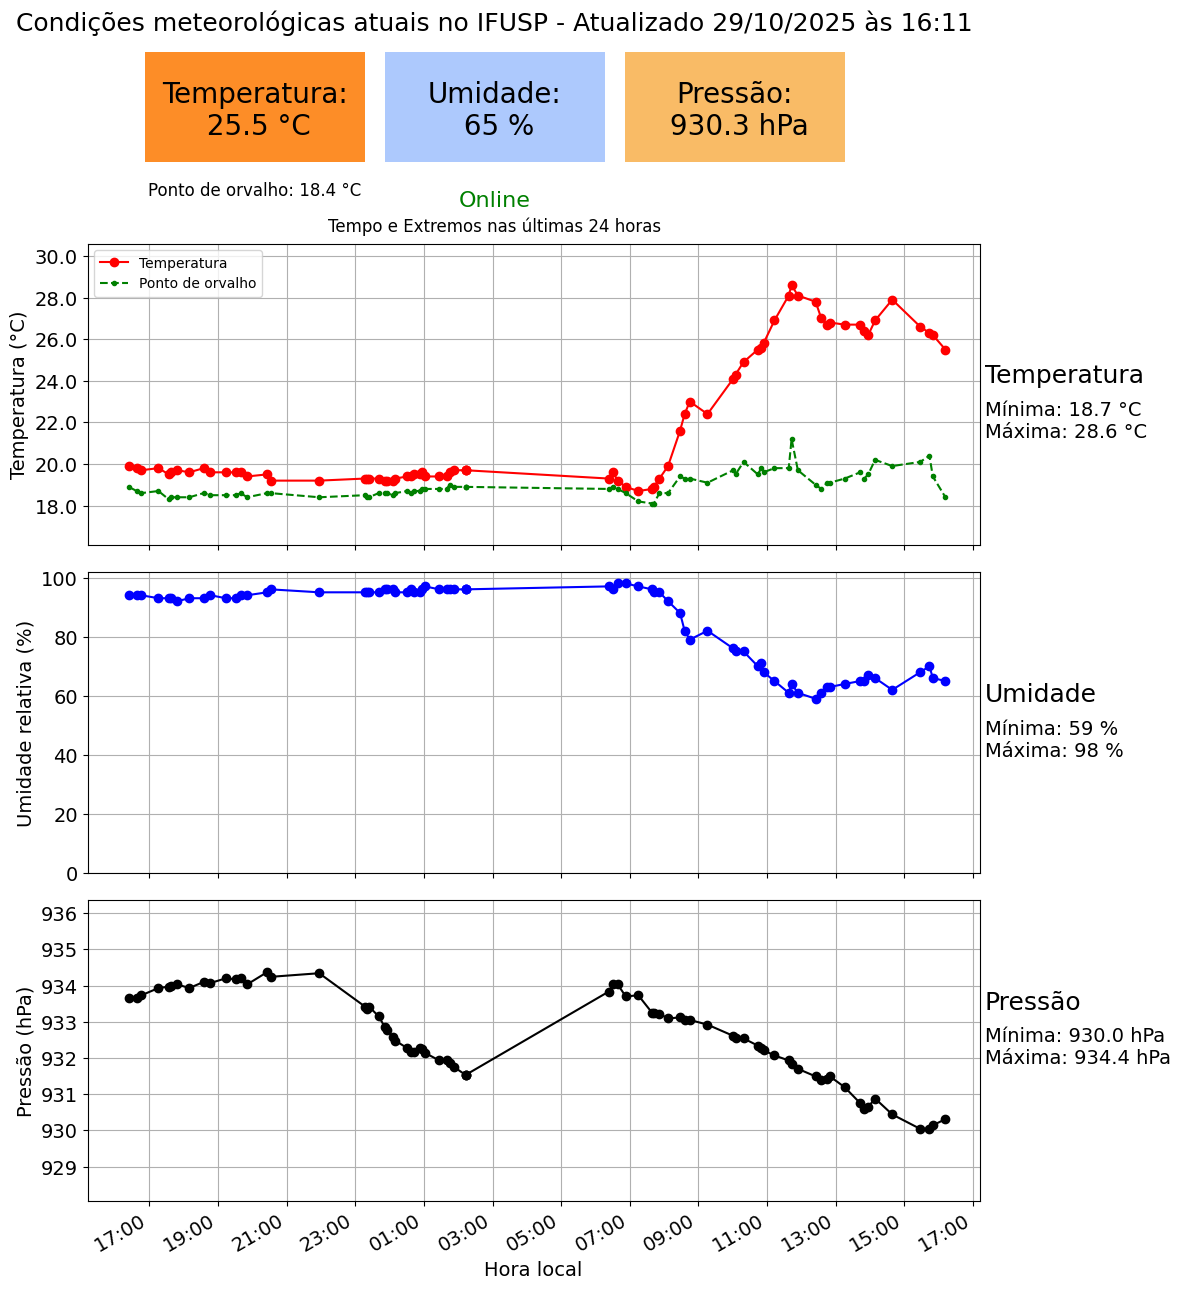 Condições meteorológicas atuais no IFUSP - Atualizado 29/10/2025 às 16:11
Temperatura:
25.5 °C
Umidade:
65 %
Pressão:
930.3 hPa
Ponto de orvalho: 18.4 °C
Online
Tempo e Extremos nas últimas 24 horas
Temperatura
Ponto de orvalho
Temperatura (°C)
30.0
28.0
26.0
24.0
22.0
20.0
18.0
Temperatura
Mínima: 18.7 °C
Máxima: 28.6 °C
Umidade relativa (%)
100
80
60
40
20
0
Umidade
Mínima: 59 %
Máxima: 98 %
Pressão (hPa)
936
935
934
933
932
931
930
929
Pressão
Mínima: 930.0 hPa
Máxima: 934.4 hPa
17:00 19:00 21:00 23:00 01:00 03:00 05:00 07:00 09:00 11:00 13:00 15:00 17:00
Hora local